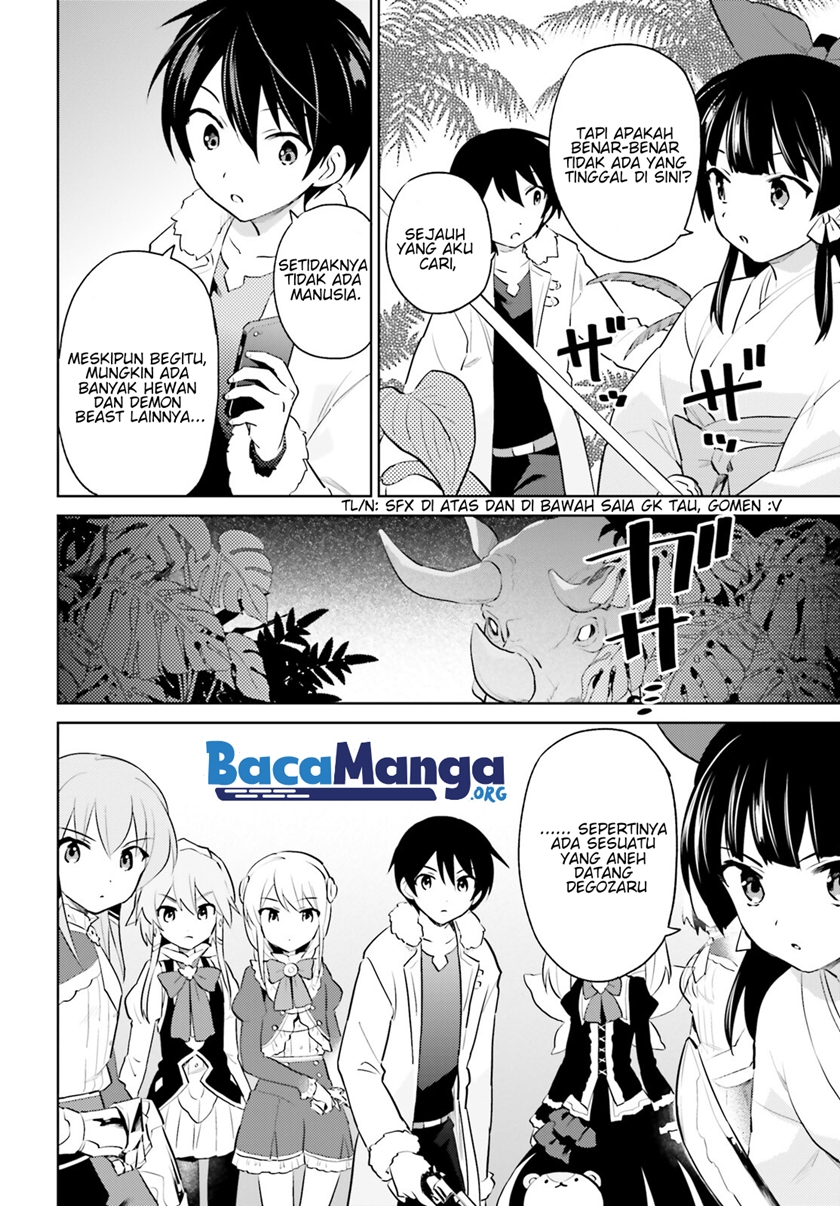 TAPI APAKAH
BENAR-BENAR
TIDAK ADA YANG
TINGGAL DI SINI?
SEJAUH
YANG AKU
CARI,
ザッ
ザッ
SETIDAKNYA
TIDAK ADA
MANUSIA.
MESKIPUN BEGITU,
MUNGKIN ADA
BANYAK HEWAN
DAN DEMON
BEAST LAINNYA...
TL/N: SFX DI ATAS DAN DI BAWAH SAIA GK TAU, GOMEN :V
ガサ
BacaManga
.ORG
...... SEPERTINYA
ADA SESUATU
YANG ANEH
DATANG
DEGOZARU